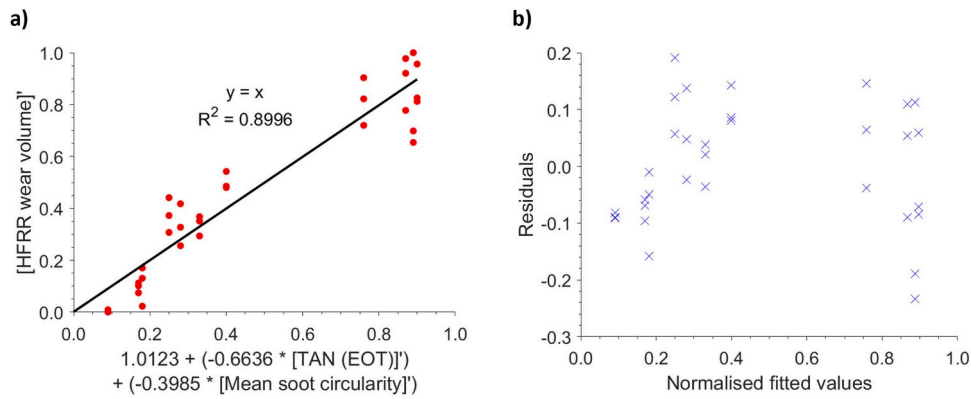 a)
[HFRR wear volume]'
1.0
0.8
0.6
0.4
0.2
0.0
y = x
R² = 0.8996
0.0 0.2 0.4 0.6 0.8 1.0
1.0123 + (-0.6636 * [TAN (EOT)]')
+ (-0.3985 * [Mean soot circularity]')
b)
Residuals
0.2
0.1
0.0
-0.1
-0.2
-0.3
0.0 0.2 0.4 0.6 0.8 1.0
Normalised fitted values